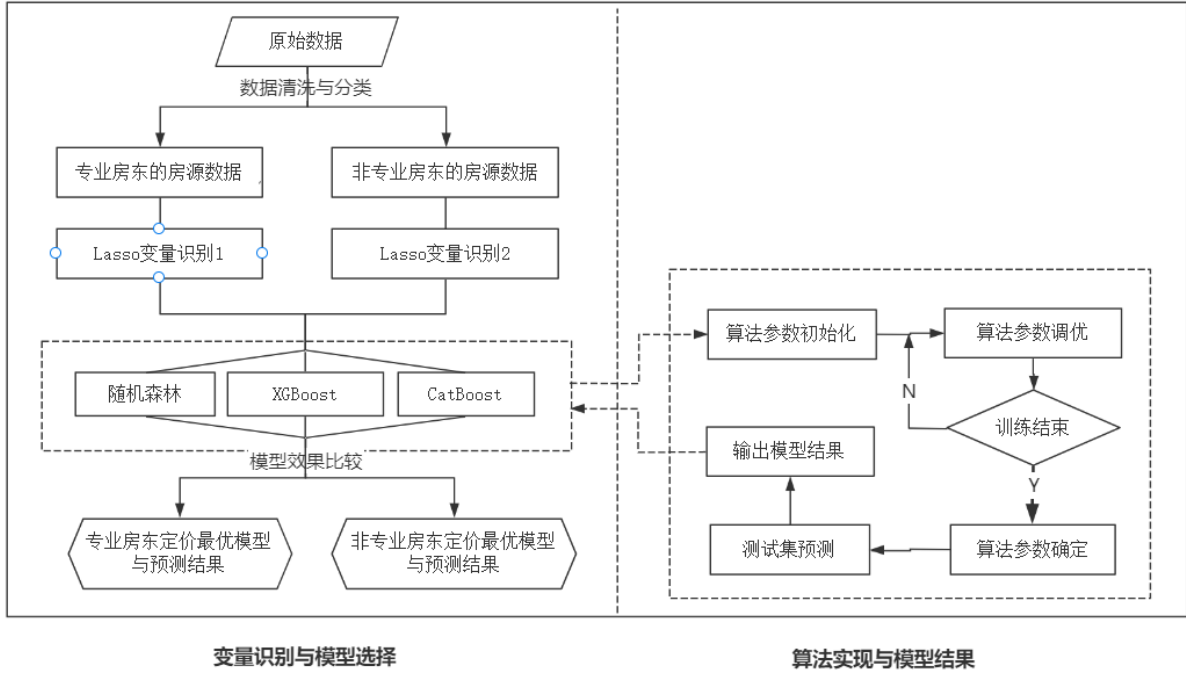 原始数据
数据清洗与分类
专业房东的房源数据
非专业房东的房源数据
Lasso变量识别1
Lasso变量识别2
随机森林
XGBoost
CatBoost
模型效果比较
专业房东定价最优模型
与预测结果
非专业房东定价最优模型
与预测结果
算法参数初始化
算法参数调优
N
训练结束
Y
输出模型结果
测试集预测
算法参数确定
变量识别与模型选择
算法实现与模型结果